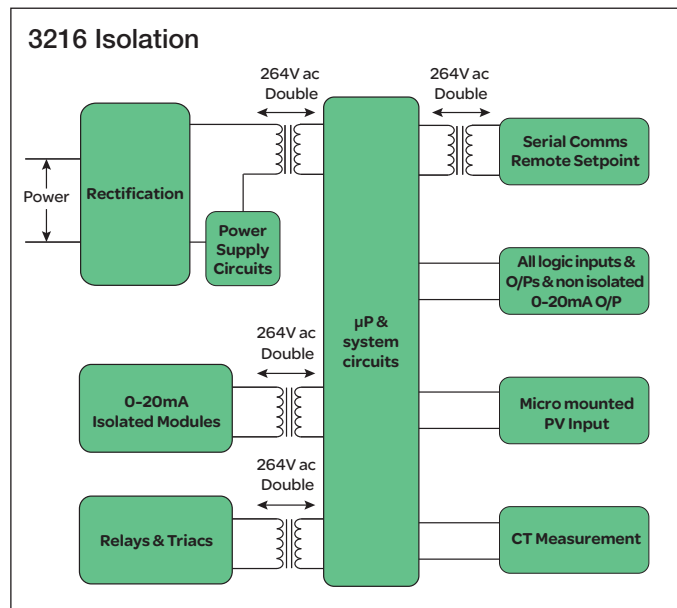 3216 Isolation
264V ac
Double
264V ac
Double
Rectification
Power
Power
Supply
Circuits
Serial Comms
Remote Setpoint
All logic inputs &
O/Ps & non isolated
0-20mA O/P
µP &
system
circuits
264V ac
Double
0-20mA
Isolated Modules
Micro mounted
PV Input
264V ac
Double
Relays & Triacs
CT Measurement